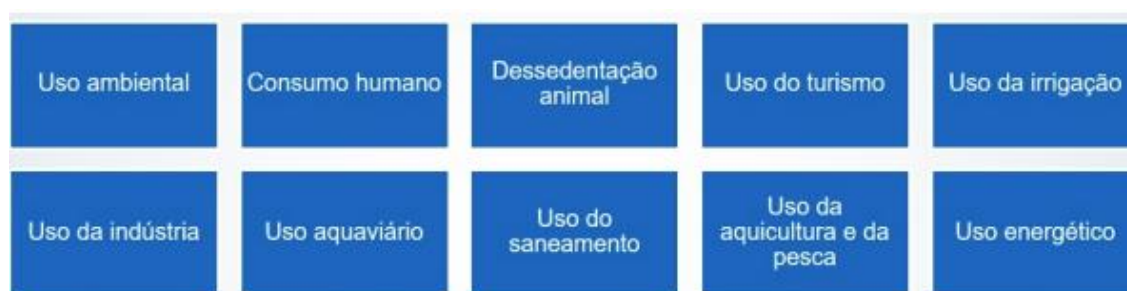 Uso ambiental
Consumo humano
Dessedentação
animal
Uso do turismo
Uso da irrigação
Uso da indústria
Uso aquaviário
Uso do
saneamento
Uso da
aquicultura e da
pesca
Uso energético